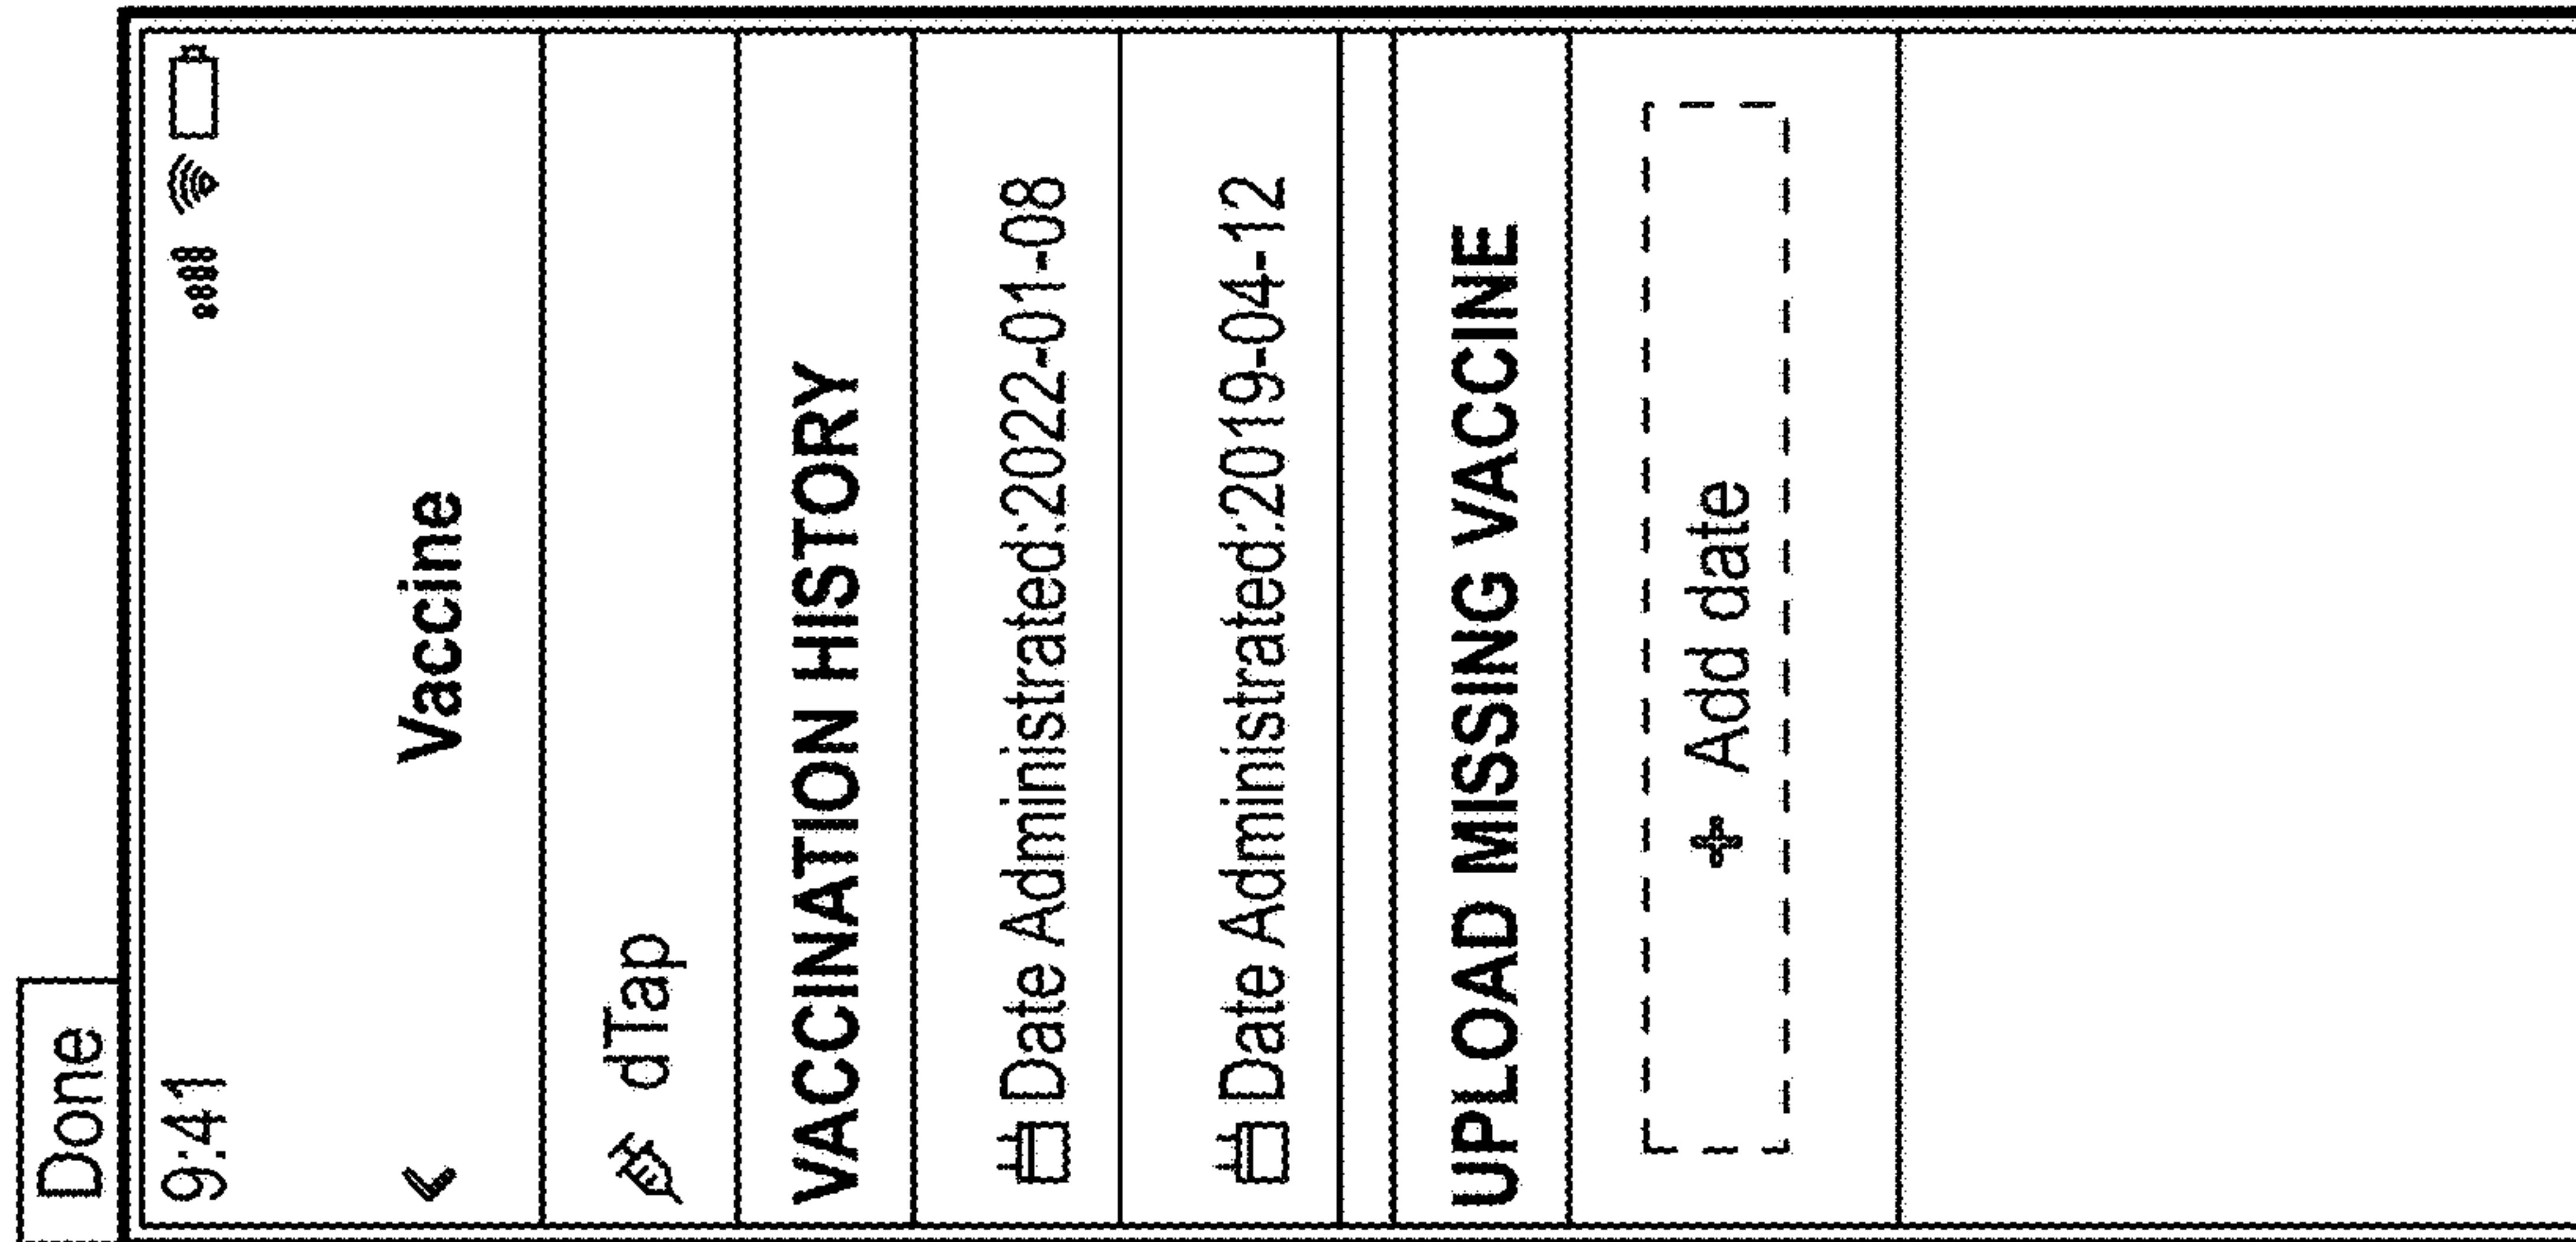 Done
9:41
Vaccine
dTap
VACCINATION HISTORY
Date Administrated:2022-01-08
Date Administrated:2019-04-12
UPLOAD MISSING VACCINE
+ Add date